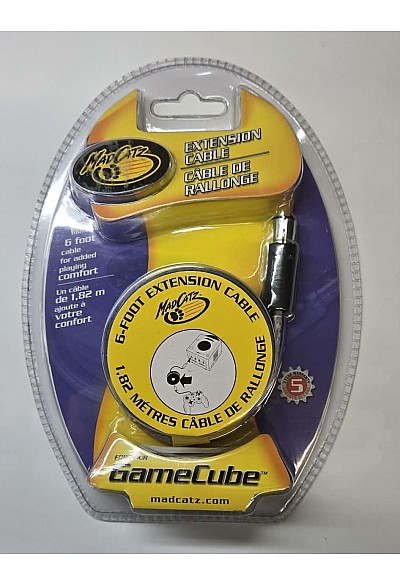 MAD CATZ
EXTENSION
CABLE
CÂBLE DE
RALLONGE
6 foot
cable
for added
playing
comfort
Un câble
de 1,82 m
ajoute à
votre
confort
6-FOOT EXTENSION CABLE
MAD CATZ
1.82 MÈTRES CÂBLE DE RALLONGE
5
GameCube™
madcatz.com